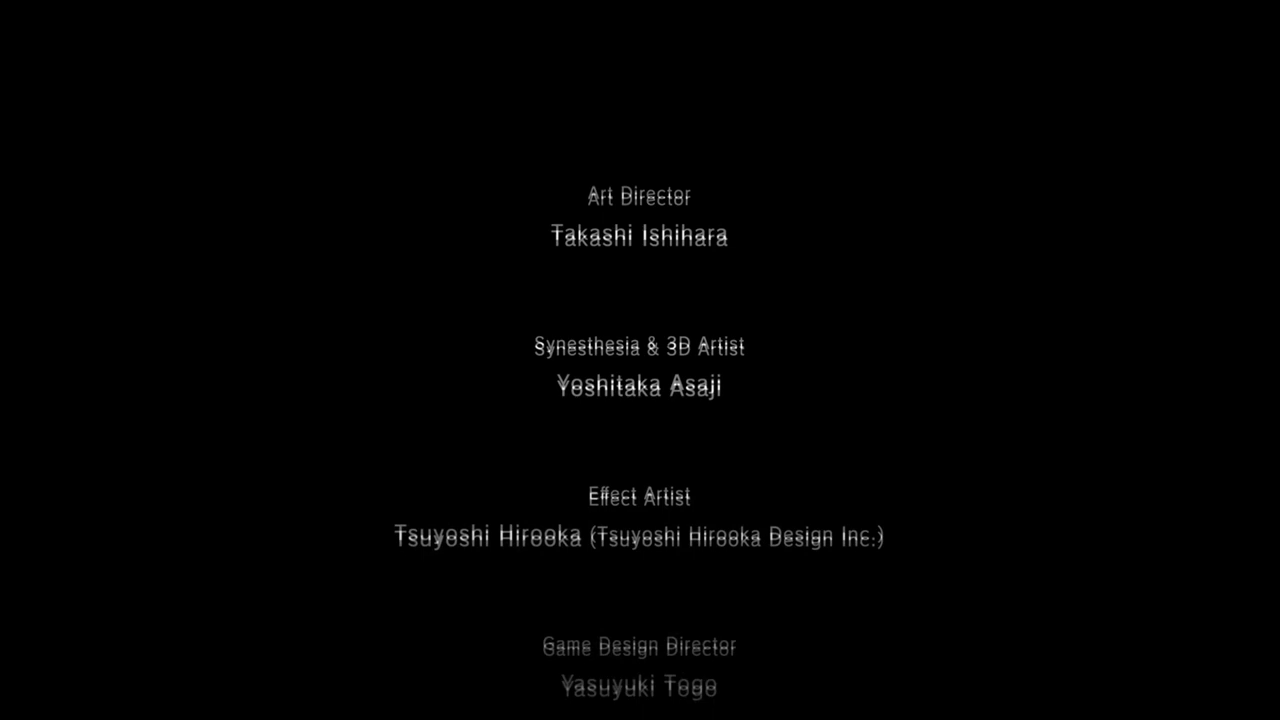 Art Director
Takashi Ishihara
Synesthesia & 3D Artist
Yoshitaka Asaji
Effect Artist
Tsuyoshi Hirooka (Tsuyoshi Hirooka Design Inc.)
Game Design Director
Yasuyuki Togo